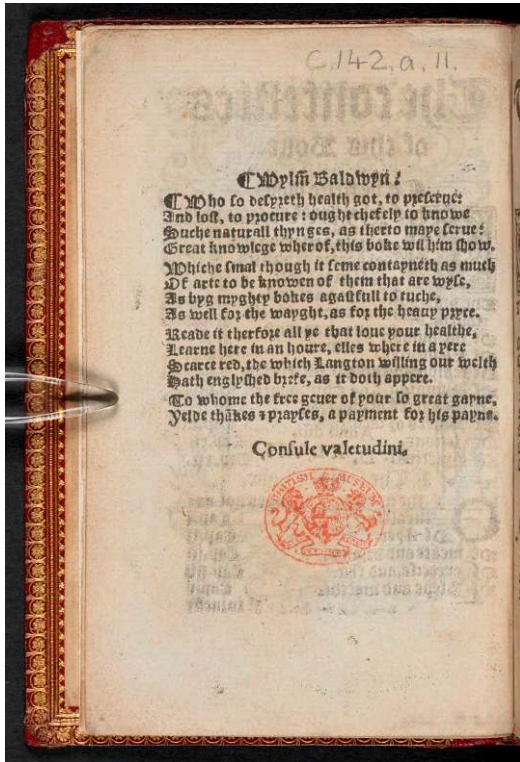 C.142.a.11.
¶ Wylm̄ Baldwyn:
¶ Who so desyreth health got, to preserue:
And lost, to procure: ought chefely to knowe
Suche naturall thynges, as therto maye serue:
Great knowlege wherof, this boke wil him show.
Whiche smal though it seme contayneth as much
Of arte to be knowen of them that are wyse,
As byg myghty bokes agastfull to tuche,
As well for the wayght, as for the heauy pryce.
Reade it therfore all ye that loue your healthe,
Learne here in an houre, elles where in a yere
Scarce red, the which Langton willing our welth
Hath englyshed brefe, as it doth appere.
To whome the free geuer of your so great gayne,
Yelde thākes ⁊ prayses, a payment for his payne.
Consule valetudini.
BRITISH MUSEUM